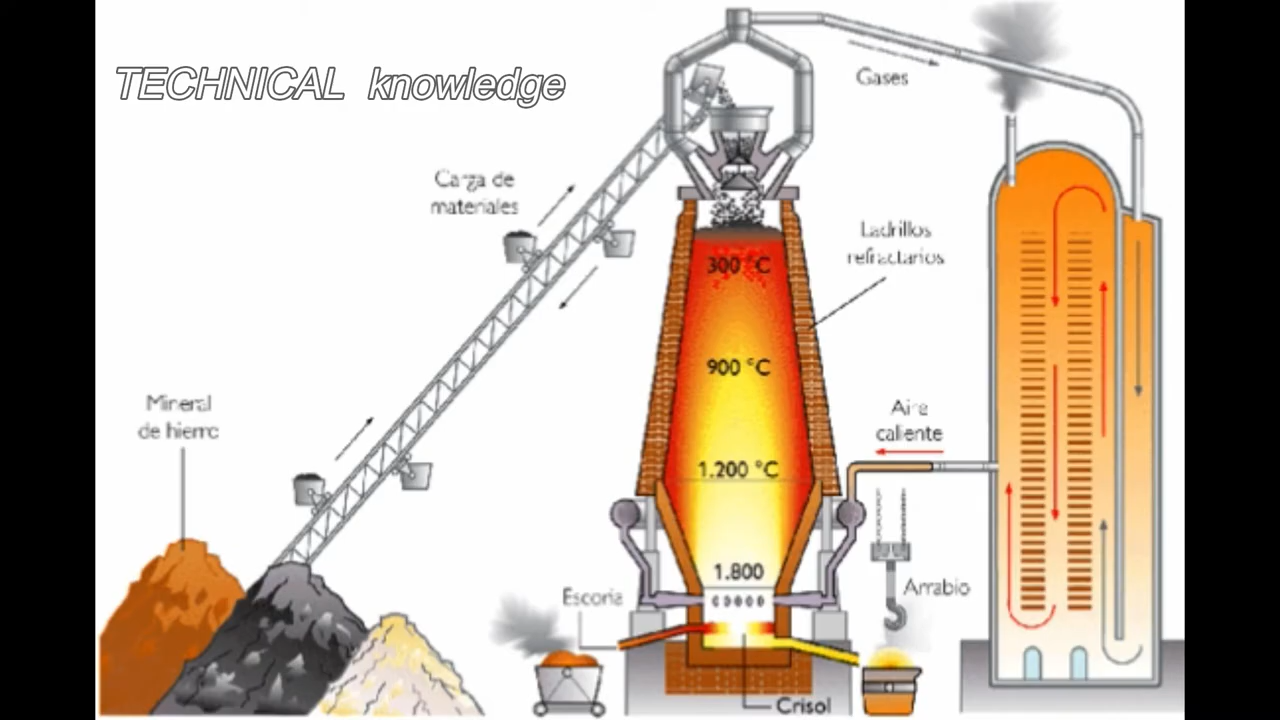 TECHNICAL knowledge
Gases
Carga de
materiales
Ladrillos
refractarios
300 °C
900 °C
Mineral
de hierro
Aire
caliente
1.200 °C
1.800
Escoria
Arrabio
Crisol